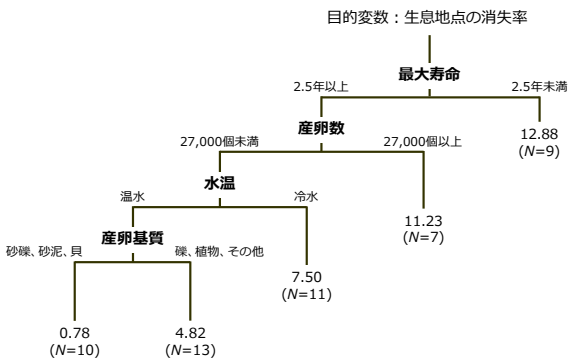 目的変数：生息地点の消失率
最大寿命
2.5年以上
2.5年未満
産卵数
12.88
(N=9)
27,000個未満
27,000個以上
水温
温水
冷水
11.23
(N=7)
産卵基質
砂礫、砂泥、貝
礫、植物、その他
7.50
(N=11)
0.78
(N=10)
4.82
(N=13)